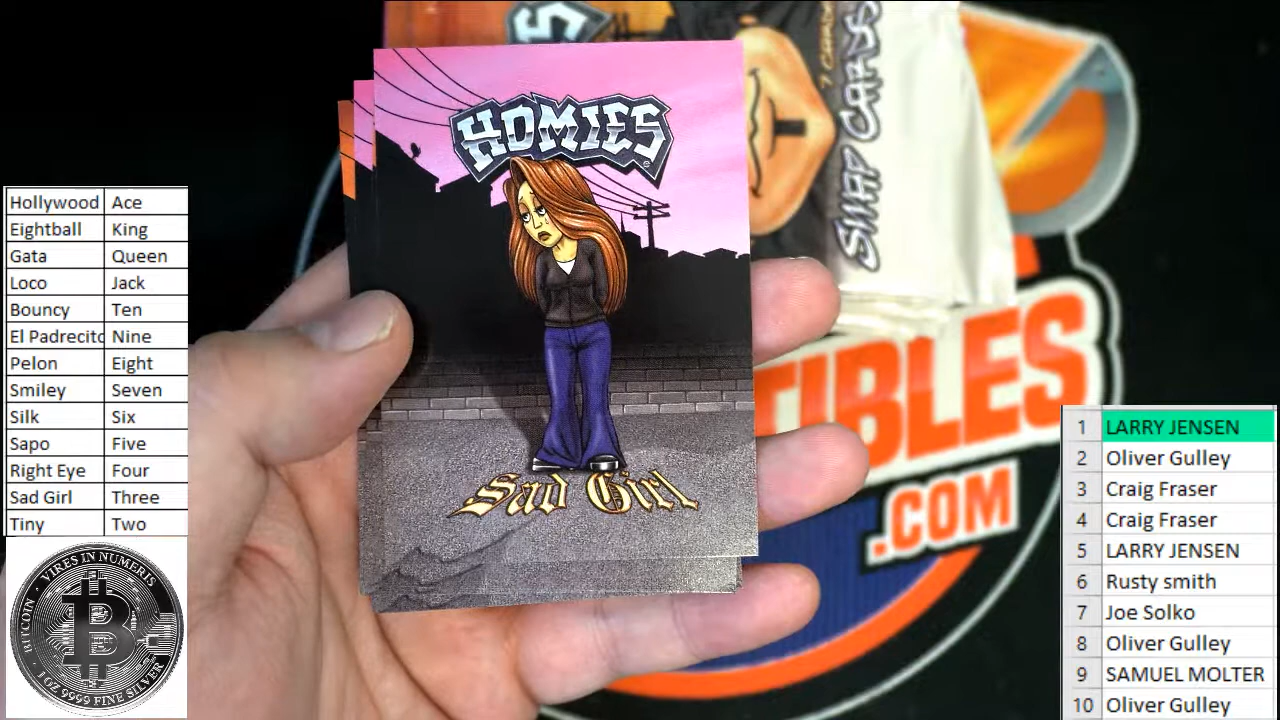 HOMIES
Sad Girl
7 CARDS
SWAP CARDS
TIBLES
.COM
Hollywood Ace
Eightball King
Gata Queen
Loco Jack
Bouncy Ten
El Padrecito Nine
Pelon Eight
Smiley Seven
Silk Six
Sapo Five
Right Eye Four
Sad Girl Three
Tiny Two
VIRES IN NUMERIS
BITCOIN
1 OZ 9999 FINE SILVER
1 LARRY JENSEN
2 Oliver Gulley
3 Craig Fraser
4 Craig Fraser
5 LARRY JENSEN
6 Rusty smith
7 Joe Solko
8 Oliver Gulley
9 SAMUEL MOLTER
10 Oliver Gulley